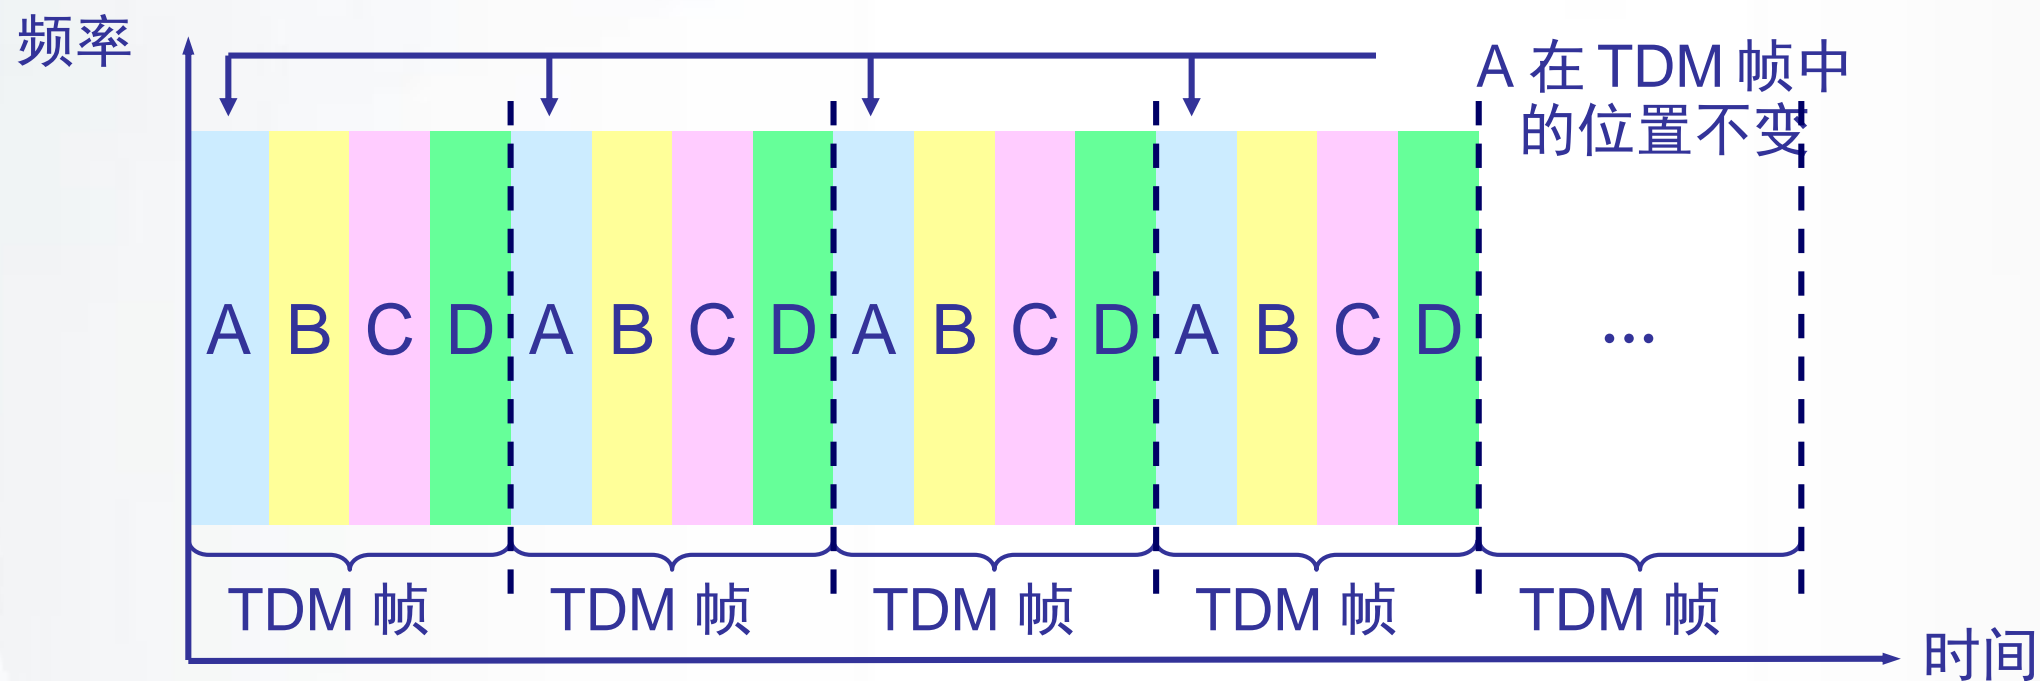 频率
A 在 TDM 帧中
的位置不变
A B C D A B C D A B C D A B C D ...
TDM 帧 TDM 帧 TDM 帧 TDM 帧 TDM 帧
时间